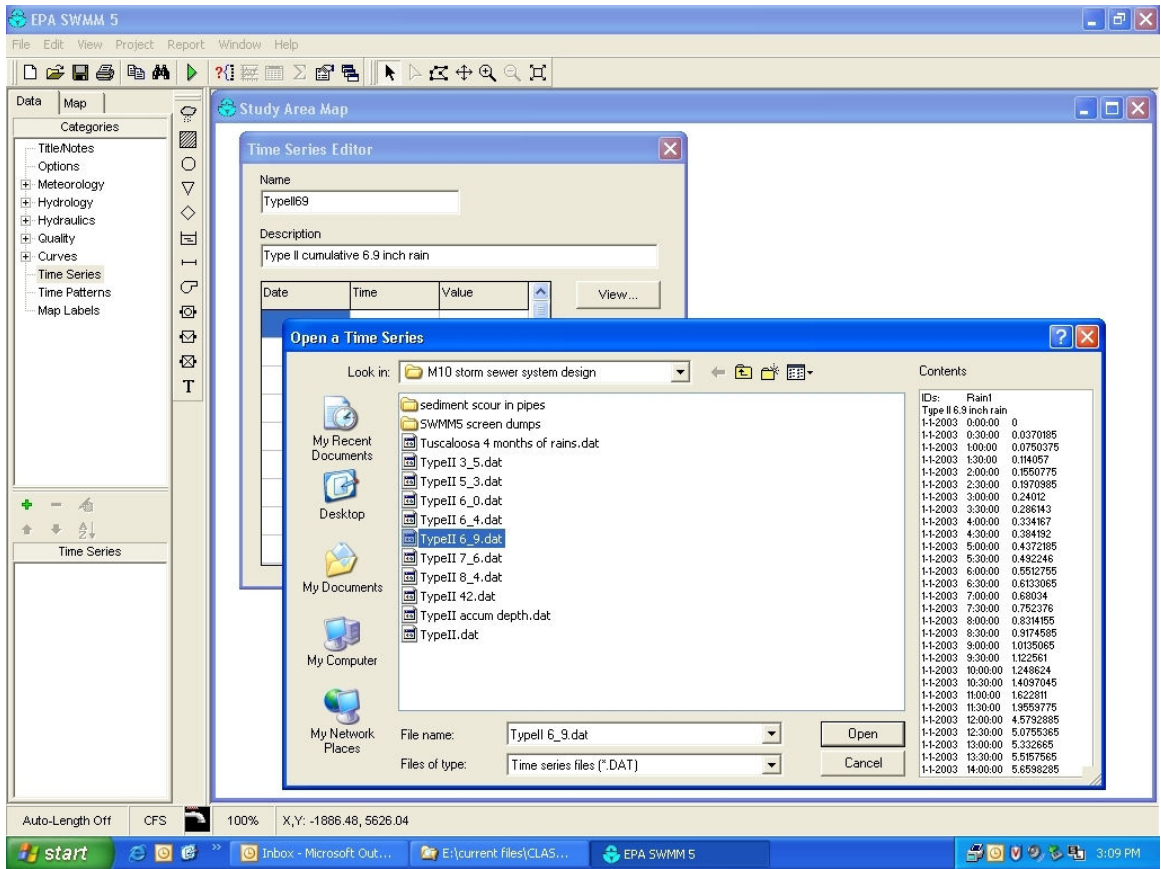 EPA SWMM 5
File Edit View Project Report Window Help
Data Map
Categories
Title/Notes
Options
Meteorology
Hydrology
Hydraulics
Quality
Curves
Time Series
Time Patterns
Map Labels
Time Series
T
Study Area Map
Time Series Editor
Name
TypeII69
Description
Type II cumulative 6.9 inch rain
Date Time Value
View...
Open a Time Series
Look in: M10 storm sewer system design
My Recent Documents
Desktop
My Documents
My Computer
My Network Places
sediment scour in pipes
SWMM5 screen dumps
Tuscaloosa 4 months of rains.dat
TypeII 3_5.dat
TypeII 5_3.dat
TypeII 6_0.dat
TypeII 6_4.dat
TypeII 6_9.dat
TypeII 7_6.dat
TypeII 8_4.dat
TypeII 42.dat
TypeII accum depth.dat
TypeII.dat
File name: TypeII 6_9.dat
Open
Files of type: Time series files (*.DAT)
Cancel
Contents
IDs: Rain1
Type II 6.9 inch rain
1-1-2003 0:00:00 0
1-1-2003 0:30:00 0.0370185
1-1-2003 1:00:00 0.0750375
1-1-2003 1:30:00 0.114057
1-1-2003 2:00:00 0.1550775
1-1-2003 2:30:00 0.1970985
1-1-2003 3:00:00 0.24012
1-1-2003 3:30:00 0.286143
1-1-2003 4:00:00 0.334167
1-1-2003 4:30:00 0.384192
1-1-2003 5:00:00 0.4372185
1-1-2003 5:30:00 0.492246
1-1-2003 6:00:00 0.5512755
1-1-2003 6:30:00 0.6133065
1-1-2003 7:00:00 0.68034
1-1-2003 7:30:00 0.752376
1-1-2003 8:00:00 0.8314155
1-1-2003 8:30:00 0.9174585
1-1-2003 9:00:00 1.0135065
1-1-2003 9:30:00 1.122561
1-1-2003 10:00:00 1.248624
1-1-2003 10:30:00 1.4097045
1-1-2003 11:00:00 1.622811
1-1-2003 11:30:00 1.9559775
1-1-2003 12:00:00 4.5792885
1-1-2003 12:30:00 5.0755365
1-1-2003 13:00:00 5.332665
1-1-2003 13:30:00 5.5157565
1-1-2003 14:00:00 5.6598285
Auto-Length Off CFS 100% X,Y: -1886.48, 5626.04
start Inbox - Microsoft Out... E:\current files\CLAS... EPA SWMM 5 3:09 PM